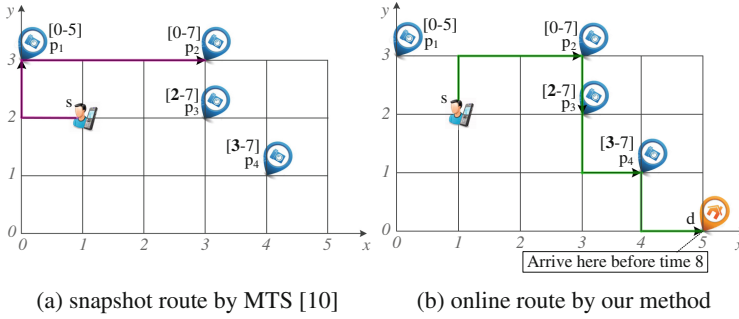 y
[0-5]
p1
[0-7]
p2
3
s
[2-7]
p3
2
[3-7]
p4
1
0
0 1 2 3 4 5 x
(a) snapshot route by MTS [10]
y
[0-5]
p1
[0-7]
p2
3
s
[2-7]
p3
2
[3-7]
p4
1
d
0
0 1 2 3 4 5 x
Arrive here before time 8
(b) online route by our method